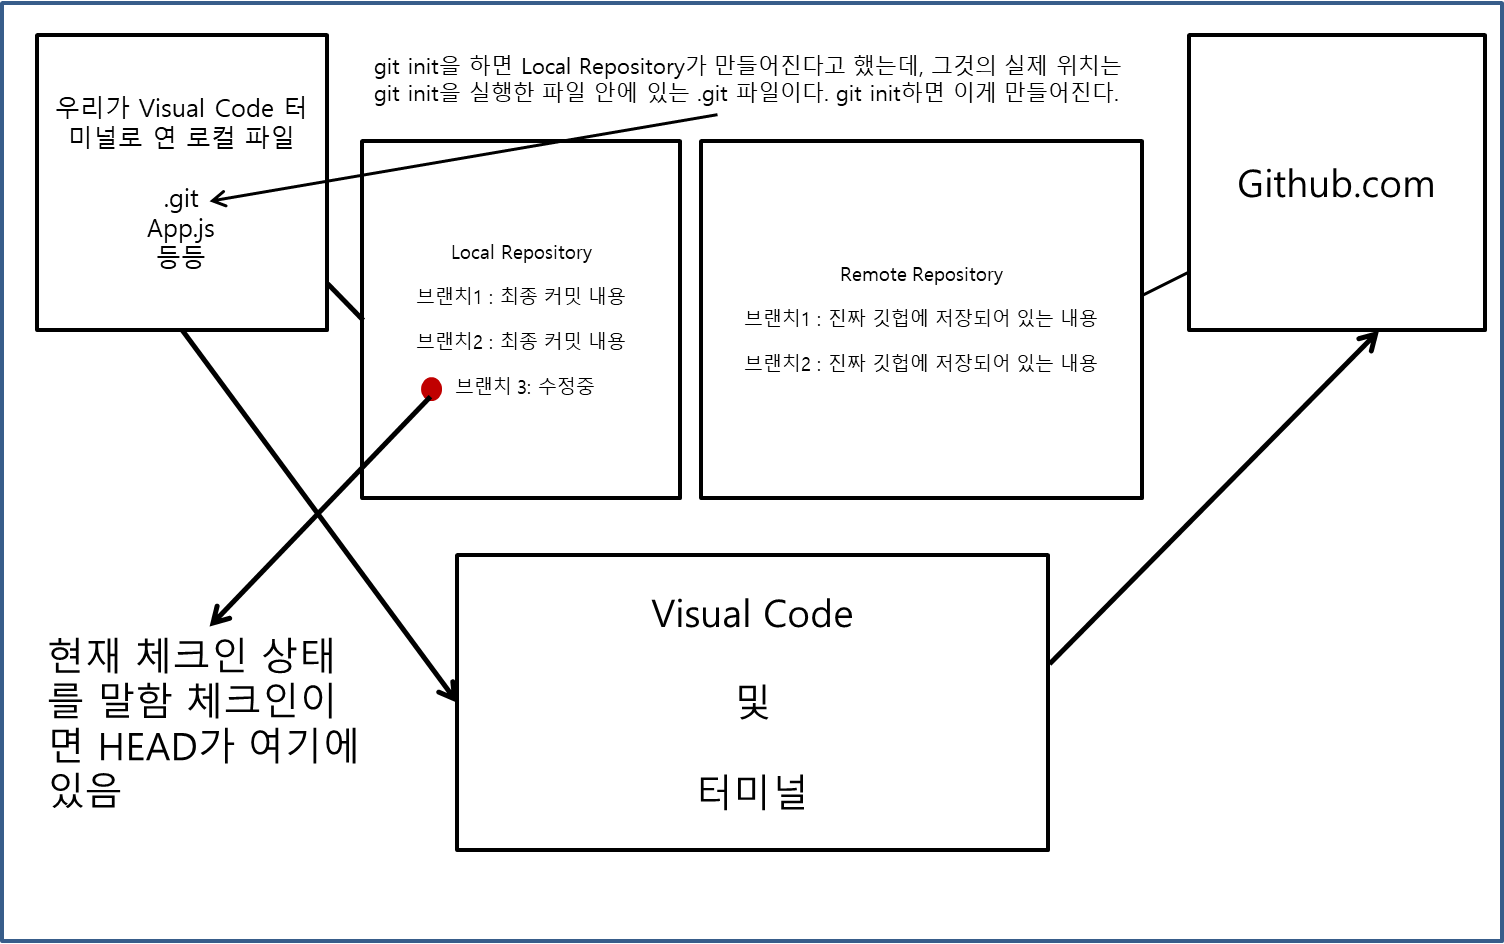 git init을 하면 Local Repository가 만들어진다고 했는데, 그것의 실제 위치는
git init을 실행한 파일 안에 있는 .git 파일이다. git init하면 이게 만들어진다.
우리가 Visual Code 터
미널로 연 로컬 파일
.git
App.js
등등
Local Repository
브랜치1 : 최종 커밋 내용
브랜치2 : 최종 커밋 내용
브랜치 3: 수정중
Remote Repository
브랜치1 : 진짜 깃헙에 저장되어 있는 내용
브랜치2 : 진짜 깃헙에 저장되어 있는 내용
Github.com
현재 체크인 상태
를 말함 체크인이
면 HEAD가 여기에
있음
Visual Code
및
터미널